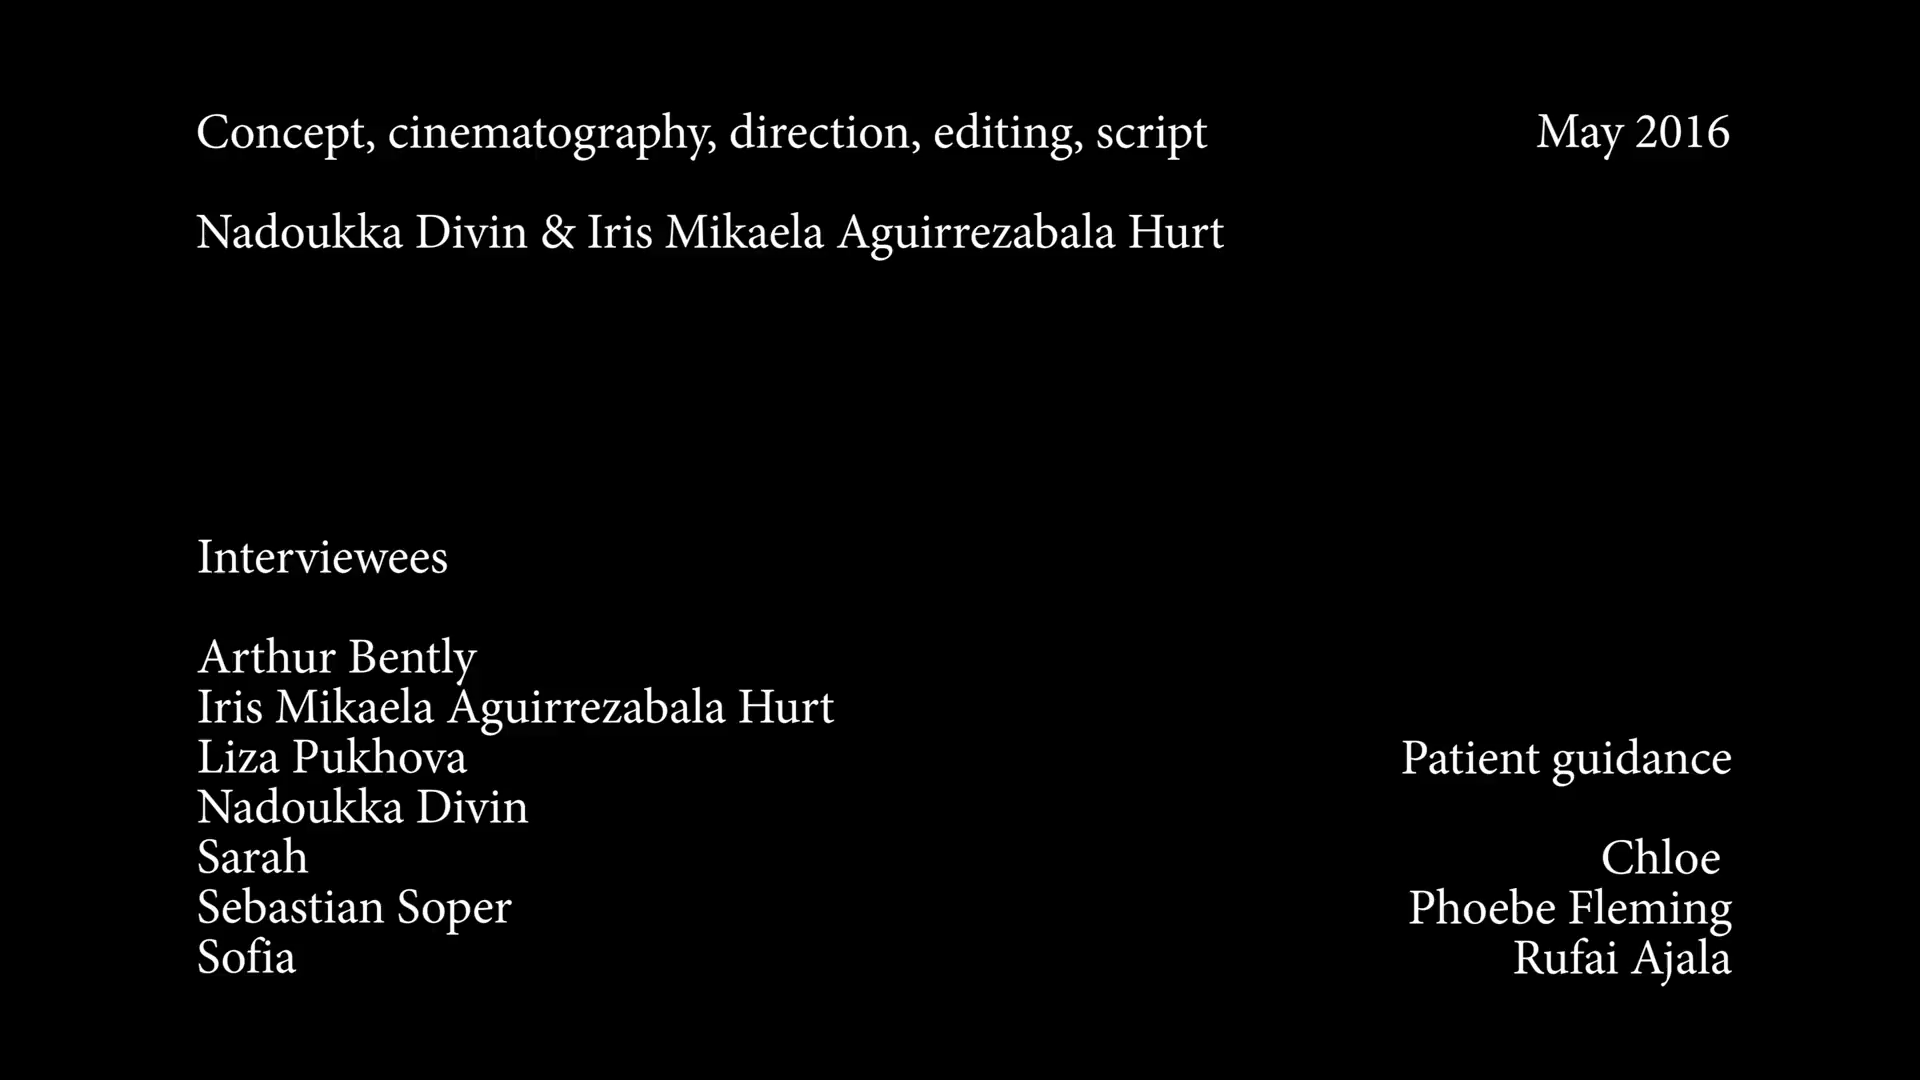 Concept, cinematography, direction, editing, script
May 2016
Nadoukka Divin & Iris Mikaela Aguirrezabala Hurt
Interviewees
Arthur Bently
Iris Mikaela Aguirrezabala Hurt
Liza Pukhova
Nadoukka Divin
Sarah
Sebastian Soper
Sofia
Patient guidance
Chloe
Phoebe Fleming
Rufai Ajala